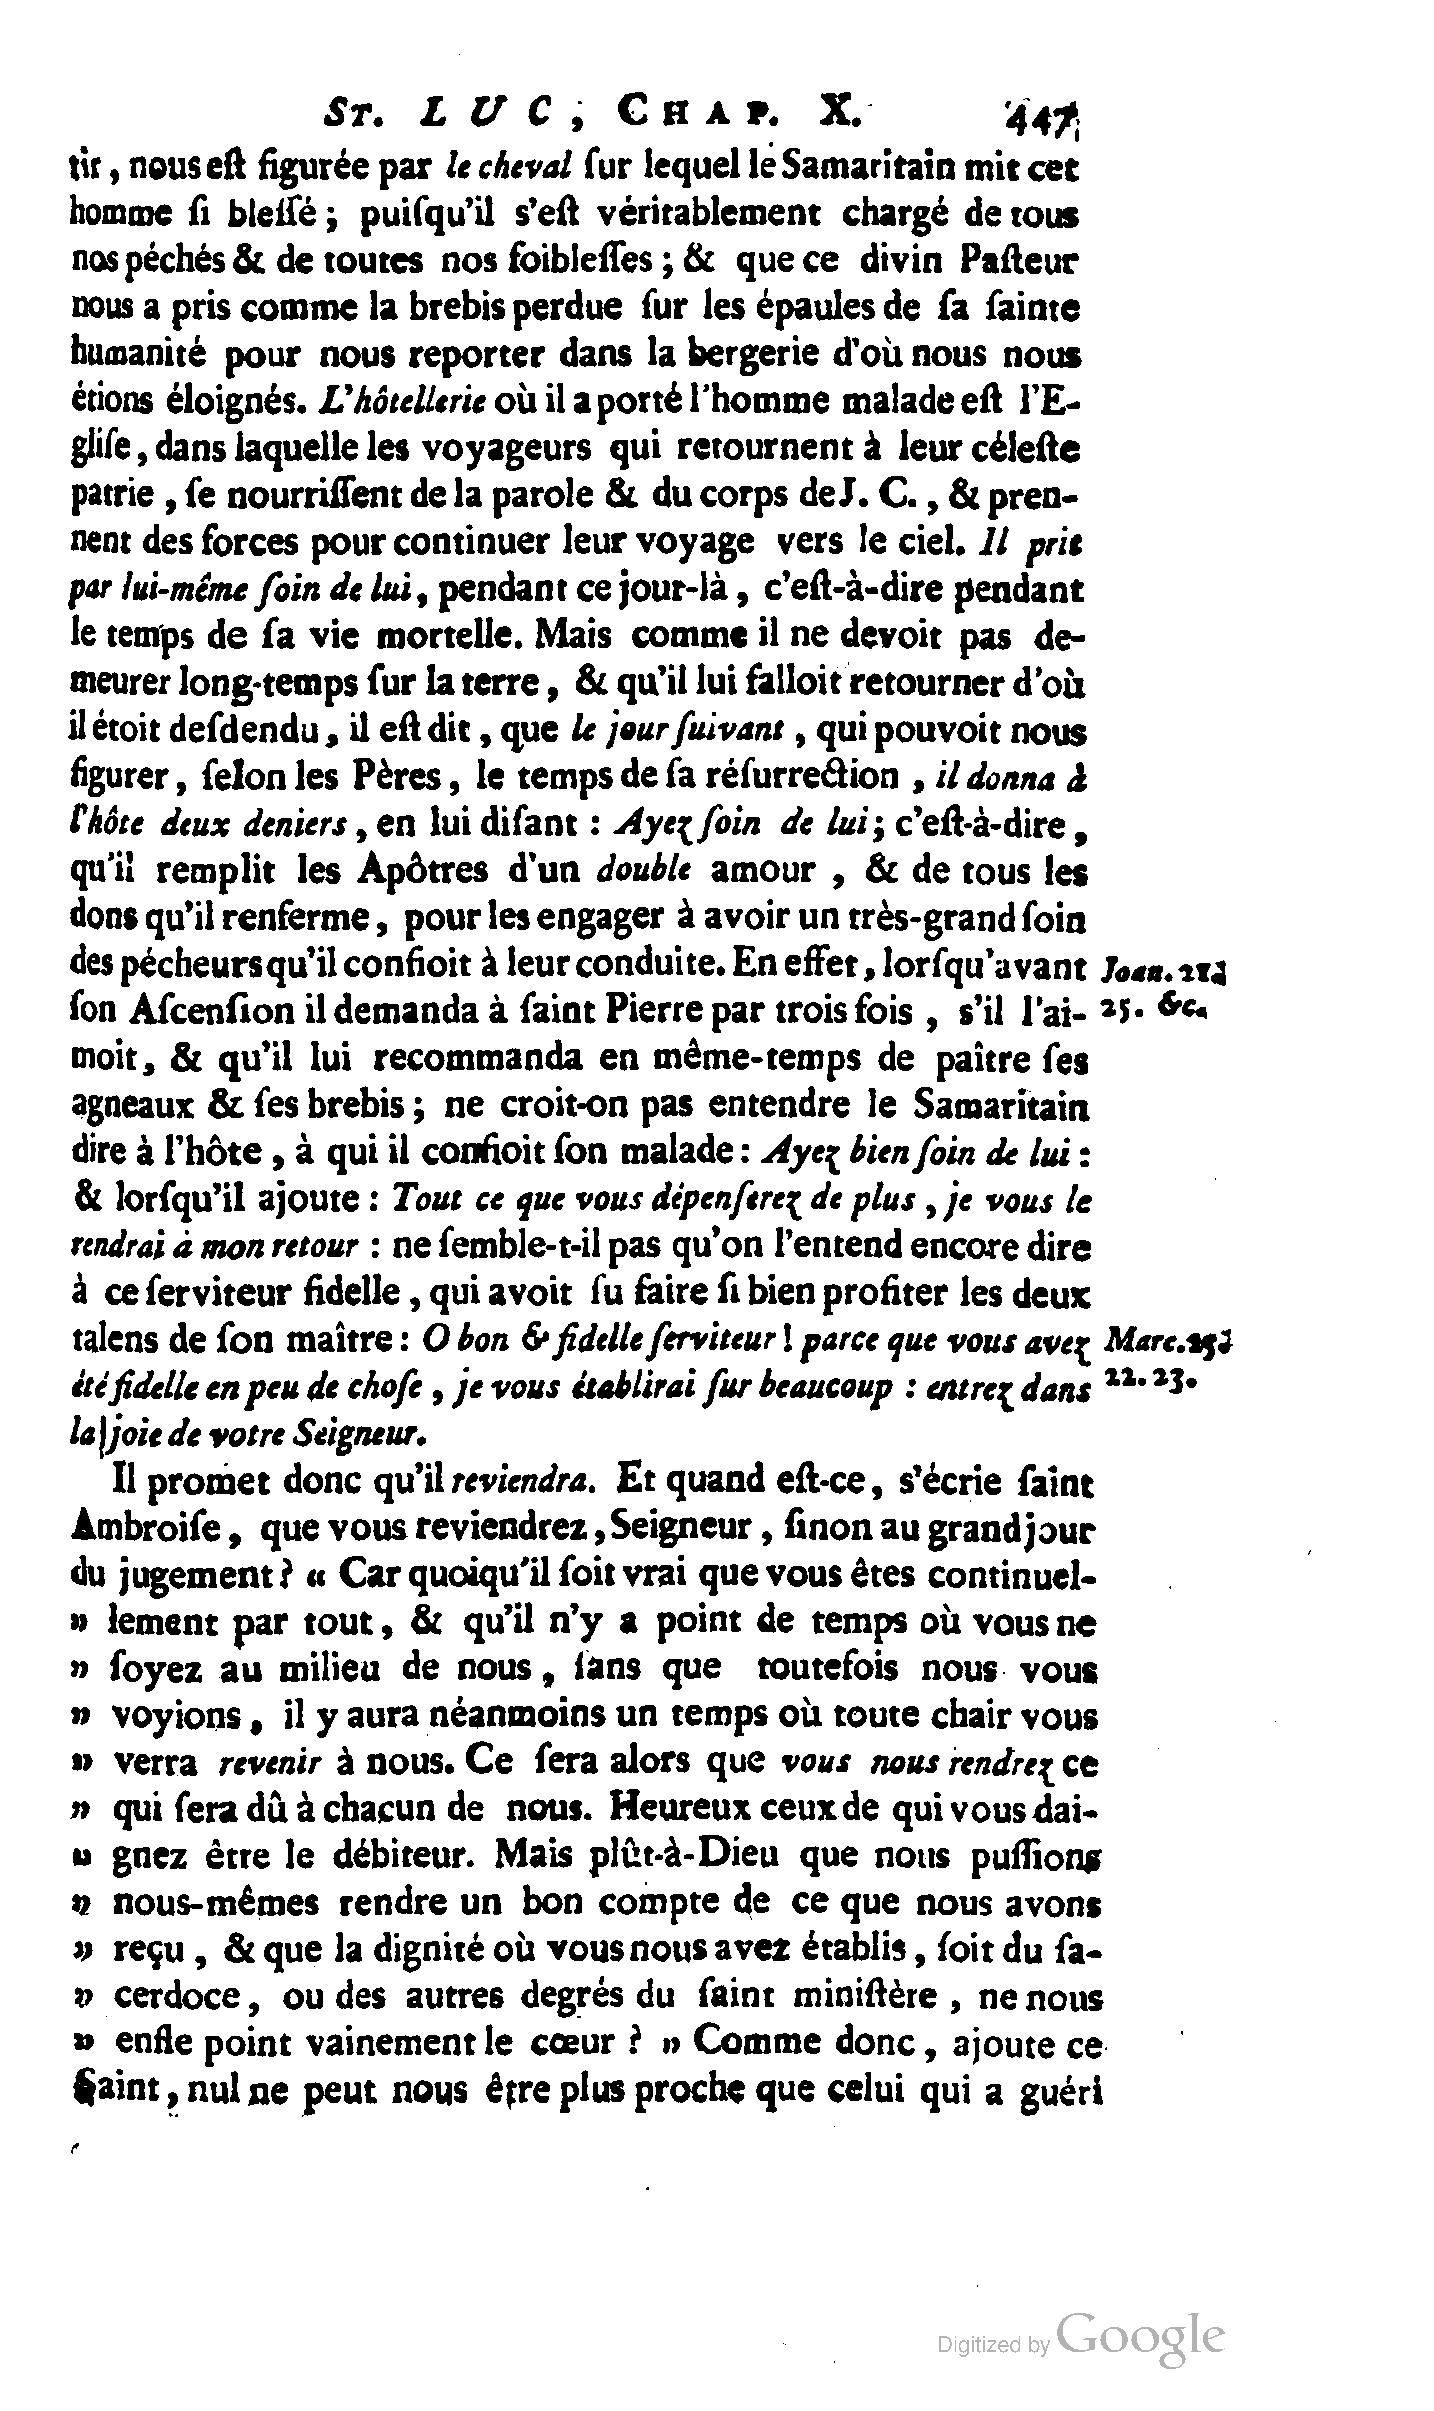 ST. LUC, CHAP. X. 447
tir, nous eſt figurée par le cheval ſur lequel le Samaritain mit cet
homme ſi bleſſé; puiſqu'il s'eſt véritablement chargé de tous
nos péchés & de toutes nos foibleſſes; & que ce divin Paſteur
nous a pris comme la brebis perdue ſur les épaules de ſa ſainte
humanité pour nous reporter dans la bergerie d'où nous nous
étions éloignés. L'hôtellerie où il a porté l'homme malade eſt l'E-
gliſe, dans laquelle les voyageurs qui retournent à leur céleſte
patrie, ſe nourriſſent de la parole & du corps de J. C., & pren-
nent des forces pour continuer leur voyage vers le ciel. Il prit
par lui-même ſoin de lui, pendant ce jour-là, c'eſt-à-dire pendant
le temps de ſa vie mortelle. Mais comme il ne devoit pas de-
meurer long-temps ſur la terre, & qu'il lui falloit retourner d'où
il étoit deſdendu, il eſt dit, que le jour ſuivant, qui pouvoit nous
figurer, ſelon les Pères, le temps de ſa réſurrection, il donna à
l'hôte deux deniers, en lui diſant : Ayez ſoin de lui; c'eſt-à-dire,
qu'il remplit les Apôtres d'un double amour, & de tous les
dons qu'il renferme, pour les engager à avoir un très-grand ſoin
des pécheurs qu'il confioit à leur conduite. En effet, lorſqu'avant Joan.
ſon Aſcenſion il demanda à ſaint Pierre par trois fois, s'il l'ai- 25. &c.
moit, & qu'il lui recommanda en même-temps de paître ſes
agneaux & ſes brebis; ne croit-on pas entendre le Samaritain
dire à l'hôte, à qui il confioit ſon malade : Ayez bien ſoin de lui :
& lorſqu'il ajoute : Tout ce que vous dépenſerez de plus, je vous le
rendrai à mon retour : ne ſemble-t-il pas qu'on l'entend encore dire
à ce ſerviteur fidelle, qui avoit ſu faire ſi bien profiter les deux
talens de ſon maître : O bon & fidelle ſerviteur ! parce que vous avez Marc.
été fidelle en peu de choſe, je vous établirai ſur beaucoup : entrez dans 22. 23.
la joie de votre Seigneur.
Il promet donc qu'il reviendra. Et quand eſt-ce, s'écrie ſaint
Ambroiſe, que vous reviendrez, Seigneur, ſinon au grand jour
du jugement ? « Car quoiqu'il ſoit vrai que vous êtes continuel-
» lement par tout, & qu'il n'y a point de temps où vous ne
» ſoyez au milieu de nous, ſans que toutefois nous vous
» voyions, il y aura néanmoins un temps où toute chair vous
» verra revenir à nous. Ce ſera alors que vous nous rendrez ce
» qui ſera dû à chacun de nous. Heureux ceux de qui vous dai-
» gnez être le débiteur. Mais plût-à-Dieu que nous puſſions
» nous-mêmes rendre un bon compte de ce que nous avons
» reçu, & que la dignité où vous nous avez établis, ſoit du ſa-
» cerdoce, ou des autres degrés du ſaint miniſtère, ne nous
» enfle point vainement le cœur ? » Comme donc, ajoute ce
Saint, nul ne peut nous être plus proche que celui qui a guéri
Digitized by Google